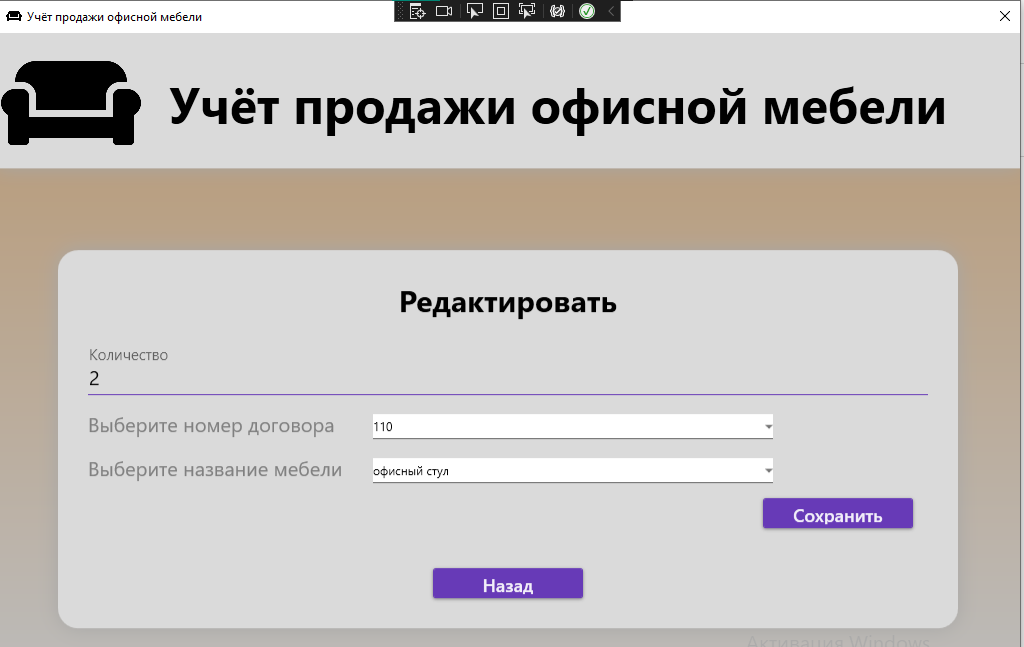 Учёт продажи офисной мебели
Учёт продажи офисной мебели
Редактировать
Количество
2
Выберите номер договора 110
Выберите название мебели офисный стул
Сохранить
Назад
Активация Windows